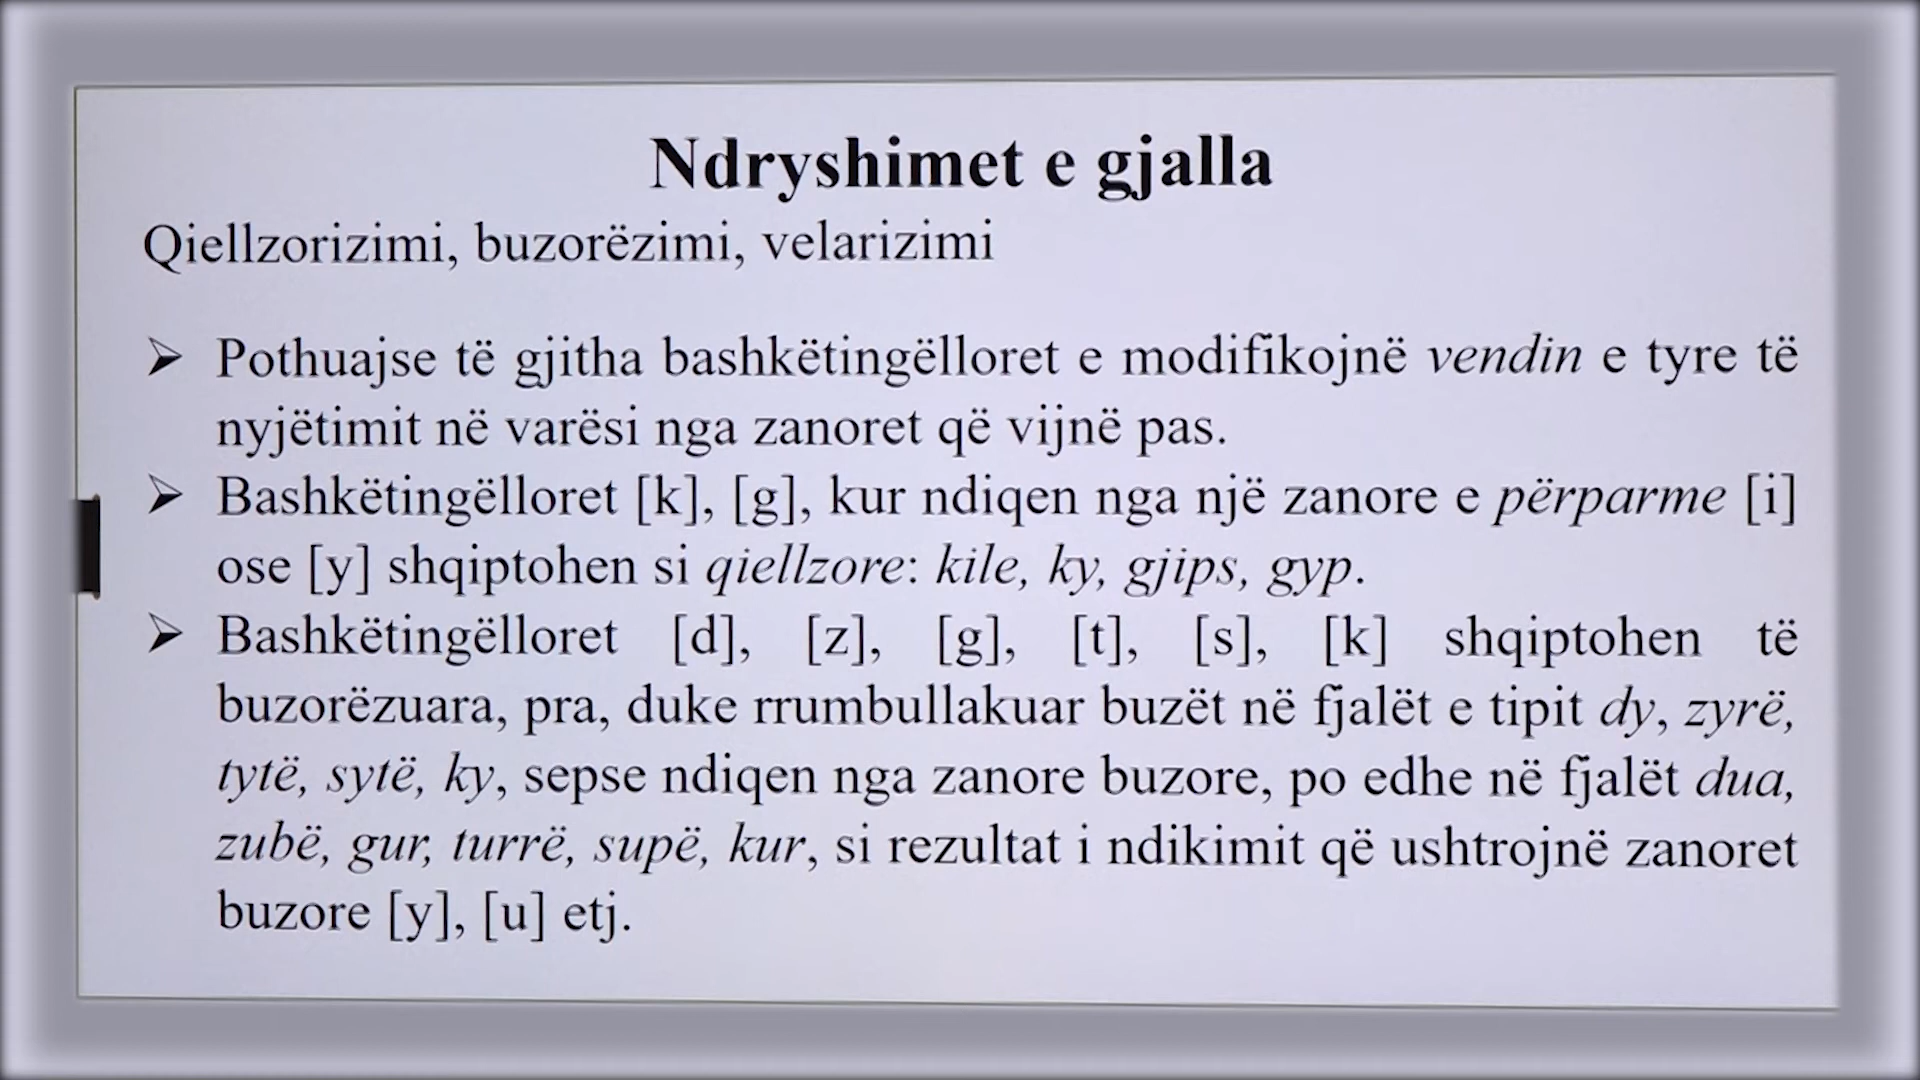 Ndryshimet e gjalla
Qiellzorizimi, buzorëzimi, velarizimi
➢ Pothuajse të gjitha bashkëtingëlloret e modifikojnë vendin e tyre të
nyjëtimit në varësi nga zanoret që vijnë pas.
➢ Bashkëtingëlloret [k], [g], kur ndiqen nga një zanore e përparme [i]
ose [y] shqiptohen si qiellzore: kile, ky, gjips, gyp.
➢ Bashkëtingëlloret [d], [z], [g], [t], [s], [k] shqiptohen të
buzorëzuara, pra, duke rrumbullakuar buzët në fjalët e tipit dy, zyrë,
tytë, sytë, ky, sepse ndiqen nga zanore buzore, po edhe në fjalët dua,
zubë, gur, turrë, supë, kur, si rezultat i ndikimit që ushtrojnë zanoret
buzore [y], [u] etj.